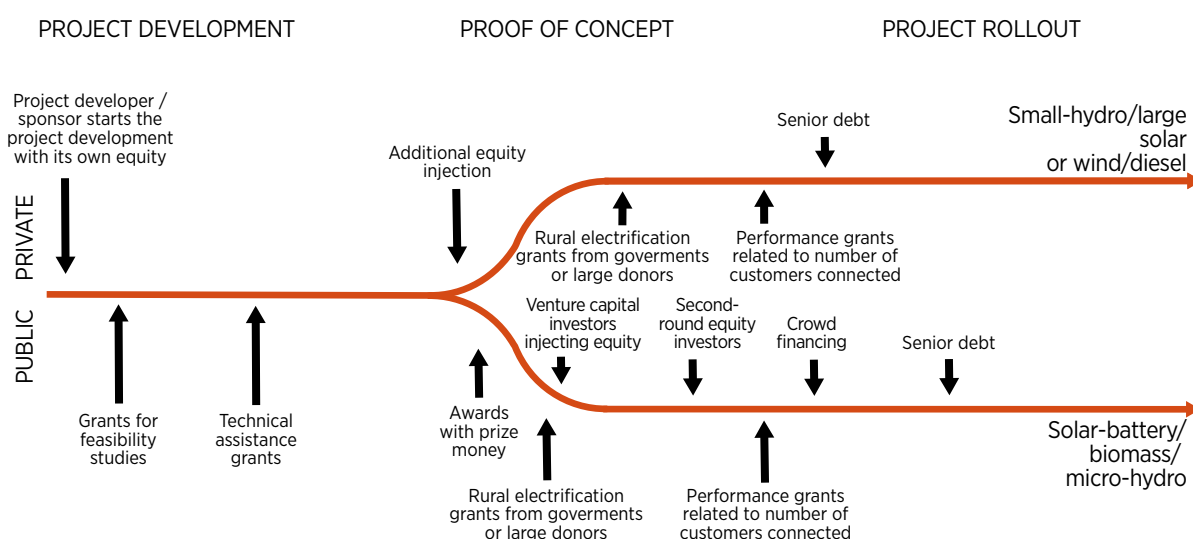 PROJECT DEVELOPMENT
PROOF OF CONCEPT
PROJECT ROLLOUT
Project developer /
sponsor starts the
project development
with its own equity
Additional equity
injection
Senior debt
Small-hydro/large
solar
or wind/diesel
PRIVATE
Rural electrification
grants from goverments
or large donors
Performance grants
related to number of
customers connected
PUBLIC
Venture capital
investors
injecting equity
Second-
round equity
investors
Crowd
financing
Senior debt
Grants for
feasibility
studies
Technical
assistance
grants
Awards
with prize
money
Solar-battery/
biomass/
micro-hydro
Rural electrification
grants from goverments
or large donors
Performance grants
related to number of
customers connected